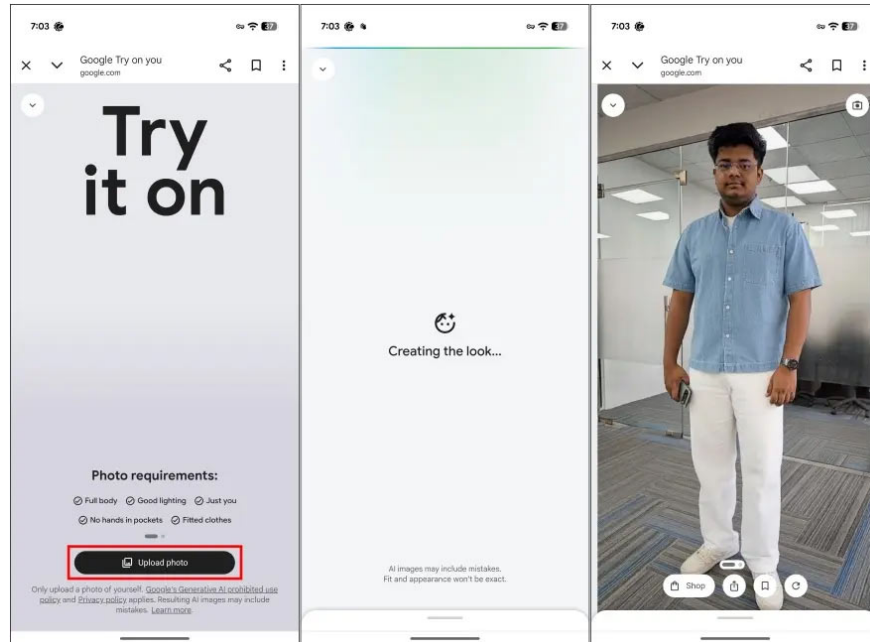 7:03
37
Google Try on you
google.com
Try
it on
Photo requirements:
Full body Good lighting Just you
No hands in pockets Fitted clothes
Upload photo
Only upload a photo of yourself. Google's Generative AI prohibited use
policy and Privacy policy applies. Resulting AI images may include
mistakes. Learn more.
7:03
37
Creating the look...
AI images may include mistakes.
Fit and appearance won't be exact.
7:03
37
Google Try on you
google.com
Shop